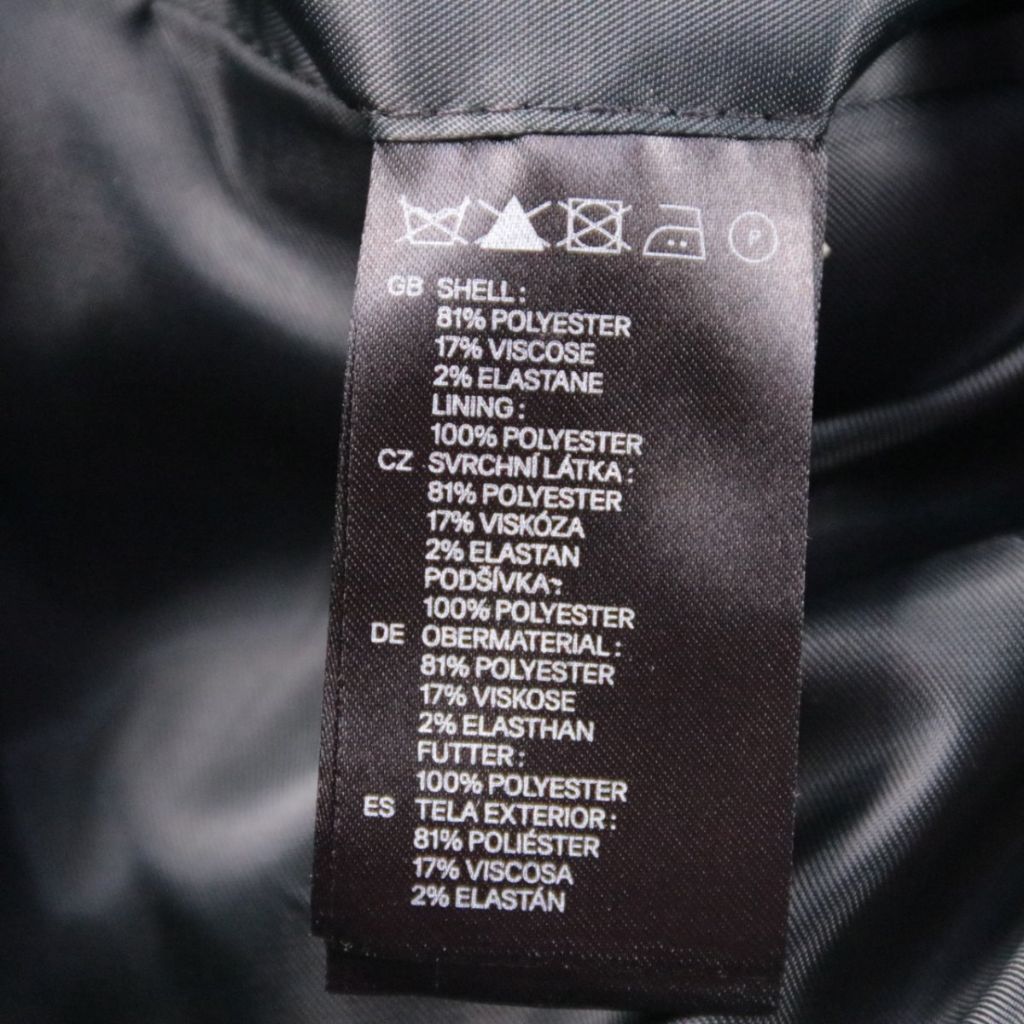 P
GB SHELL:
81% POLYESTER
17% VISCOSE
2% ELASTANE
LINING:
100% POLYESTER
CZ SVRCHNÍ LÁTKA:
81% POLYESTER
17% VISKÓZA
2% ELASTAN
PODŠÍVKA:
100% POLYESTER
DE OBERMATERIAL:
81% POLYESTER
17% VISKOSE
2% ELASTHAN
FUTTER:
100% POLYESTER
ES TELA EXTERIOR:
81% POLIÉSTER
17% VISCOSA
2% ELASTÁN